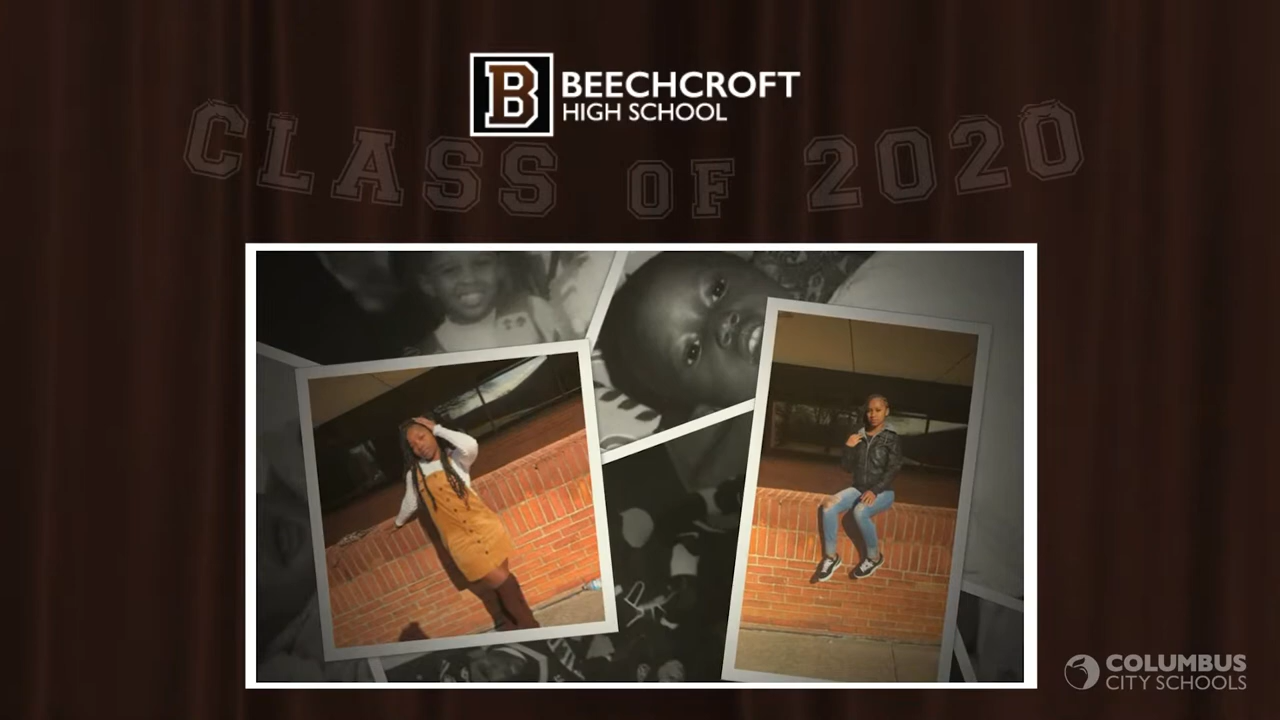 B
BEECHCROFT
HIGH SCHOOL
CLASS OF 2020
COLUMBUS
CITY SCHOOLS